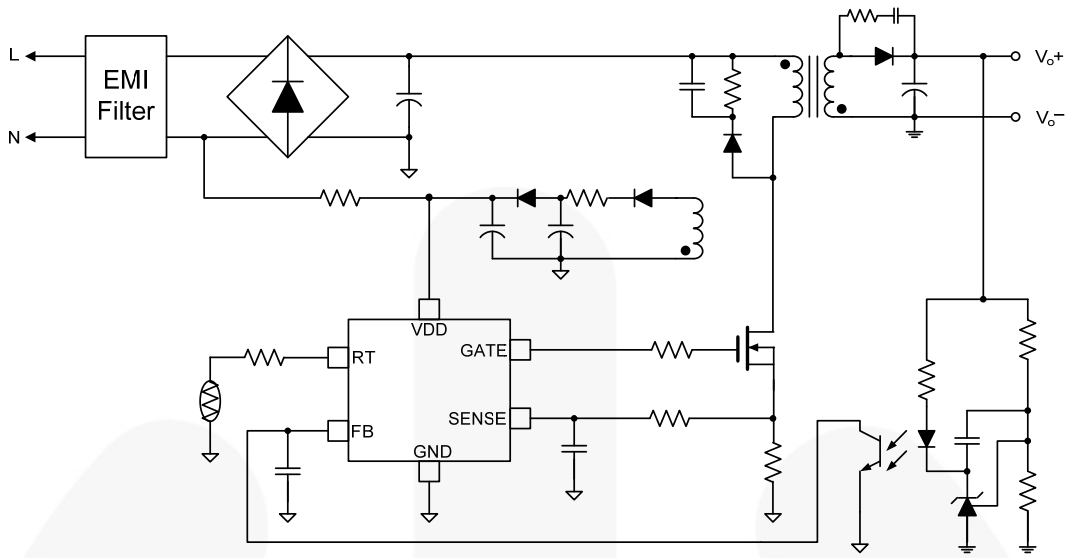 L
EMI
Filter
N
Vo+
Vo−
VDD
RT
GATE
SENSE
FB
GND